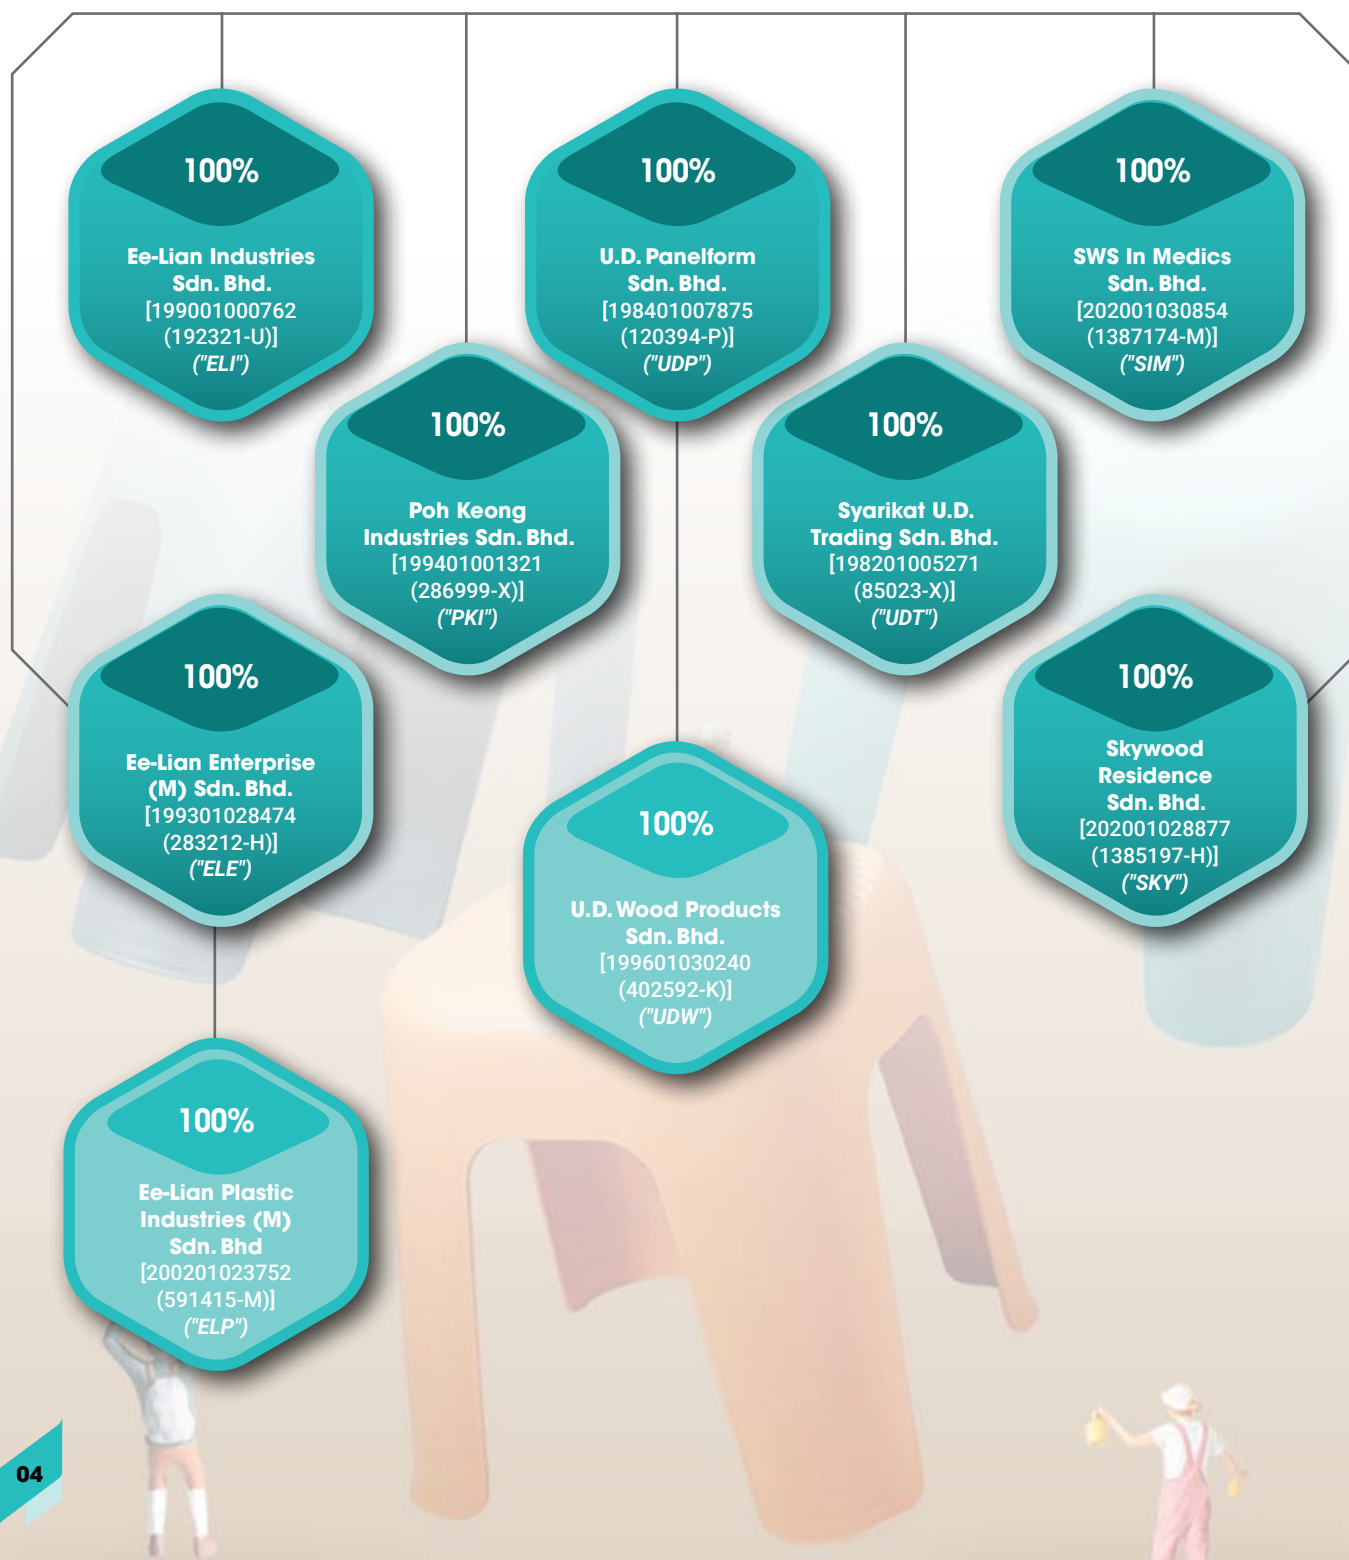 100%
Ee-Lian Industries
Sdn. Bhd.
[199001000762
(192321-U)]
("ELI")
100%
U.D. Panelform
Sdn. Bhd.
[198401007875
(120394-P)]
("UDP")
100%
SWS In Medics
Sdn. Bhd.
[202001030854
(1387174-M)]
("SIM")
100%
Poh Keong
Industries Sdn. Bhd.
[199401001321
(286999-X)]
("PKI")
100%
Syarikat U.D.
Trading Sdn. Bhd.
[198201005271
(85023-X)]
("UDT")
100%
Ee-Lian Enterprise
(M) Sdn. Bhd.
[199301028474
(283212-H)]
("ELE")
100%
U.D. Wood Products
Sdn. Bhd.
[199601030240
(402592-K)]
("UDW")
100%
Skywood
Residence
Sdn. Bhd.
[202001028877
(1385197-H)]
("SKY")
100%
Ee-Lian Plastic
Industries (M)
Sdn. Bhd
[200201023752
(591415-M)]
("ELP")
04